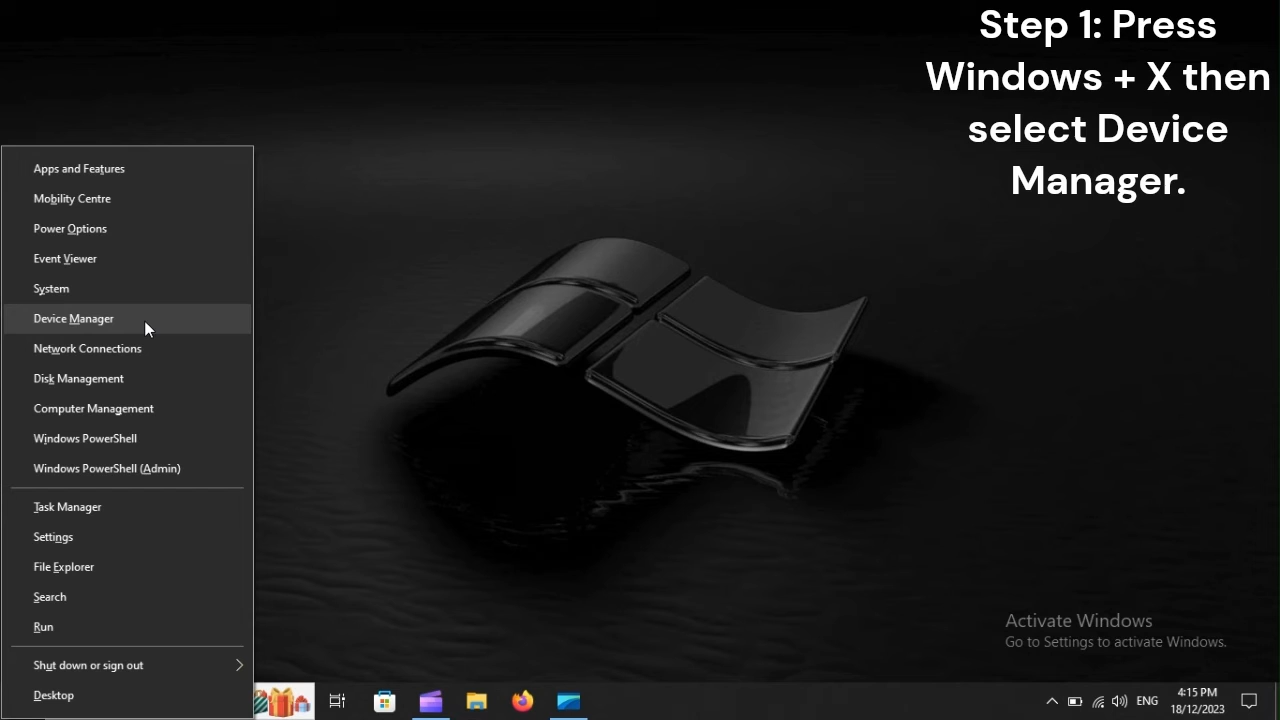 Step 1: Press
Windows + X then
select Device
Manager.
Apps and Features
Mobility Centre
Power Options
Event Viewer
System
Device Manager
Network Connections
Disk Management
Computer Management
Windows PowerShell
Windows PowerShell (Admin)
Task Manager
Settings
File Explorer
Search
Run
Shut down or sign out
Desktop
Activate Windows
Go to Settings to activate Windows.
ENG
4:15 PM
18/12/2023